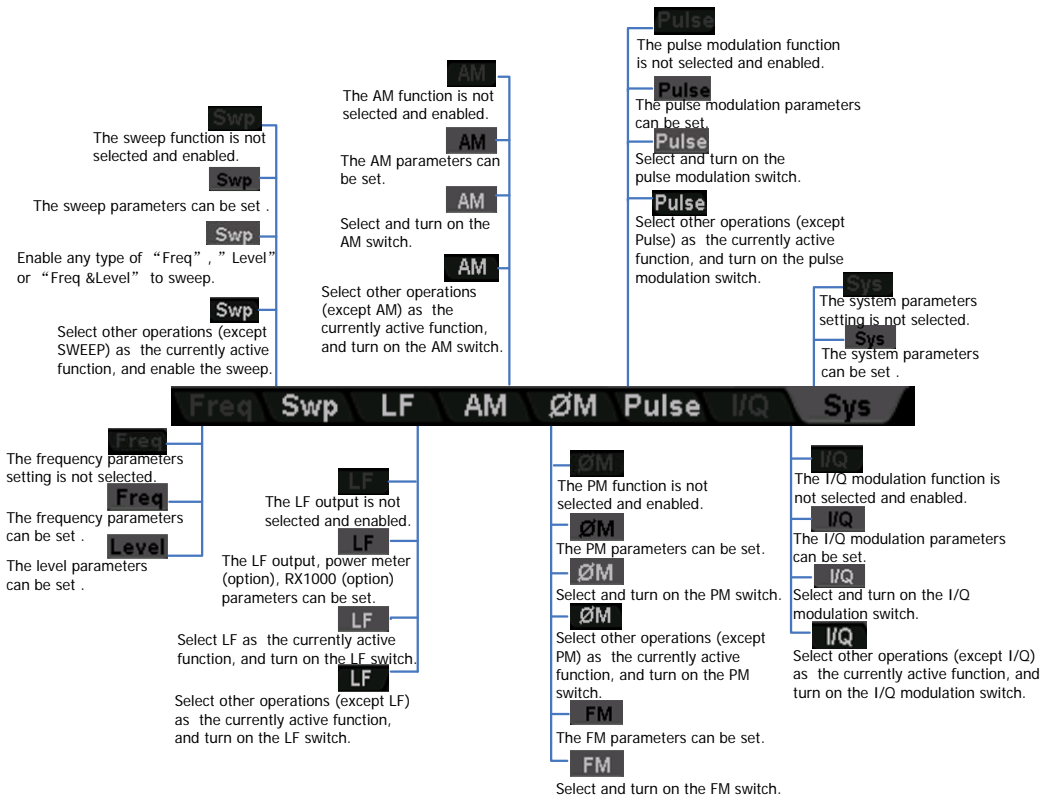 Swp
The sweep function is not
selected and enabled.
Swp
The sweep parameters can be set .
Swp
Enable any type of “Freq” , ” Level”
or “Freq &Level” to sweep.
Swp
Select other operations (except
SWEEP) as the currently active
function, and enable the sweep.
AM
The AM function is not
selected and enabled.
AM
The AM parameters can
be set.
AM
Select and turn on the
AM switch.
AM
Select other operations
(except AM) as the
currently active function,
and turn on the AM switch.
Pulse
The pulse modulation function
is not selected and enabled.
Pulse
The pulse modulation parameters
can be set.
Pulse
Select and turn on the
pulse modulation switch.
Pulse
Select other operations (except
Pulse) as the currently active
function, and turn on the pulse
modulation switch.
Sys
The system parameters
setting is not selected.
Sys
The system parameters
can be set .
Freq Swp LF AM ØM Pulse I/Q Sys
Freq
The frequency parameters
setting is not selected.
Freq
The frequency parameters
can be set .
Level
The level parameters
can be set .
LF
The LF output is not
selected and enabled.
LF
The LF output, power meter
(option), RX1000 (option)
parameters can be set.
LF
Select LF as the currently active
function, and turn on the LF switch.
LF
Select other operations (except LF)
as the currently active function,
and turn on the LF switch.
ØM
The PM function is not
selected and enabled.
ØM
The PM parameters can be set.
ØM
Select and turn on the PM switch.
ØM
Select other operations (except
PM) as the currently active
function, and turn on the PM
switch.
FM
The FM parameters can be set.
FM
Select and turn on the FM switch.
I/Q
The I/Q modulation function is
not selected and enabled.
I/Q
The I/Q modulation parameters
can be set.
I/Q
Select and turn on the I/Q
modulation switch.
I/Q
Select other operations (except I/Q)
as the currently active function, and
turn on the I/Q modulation switch.